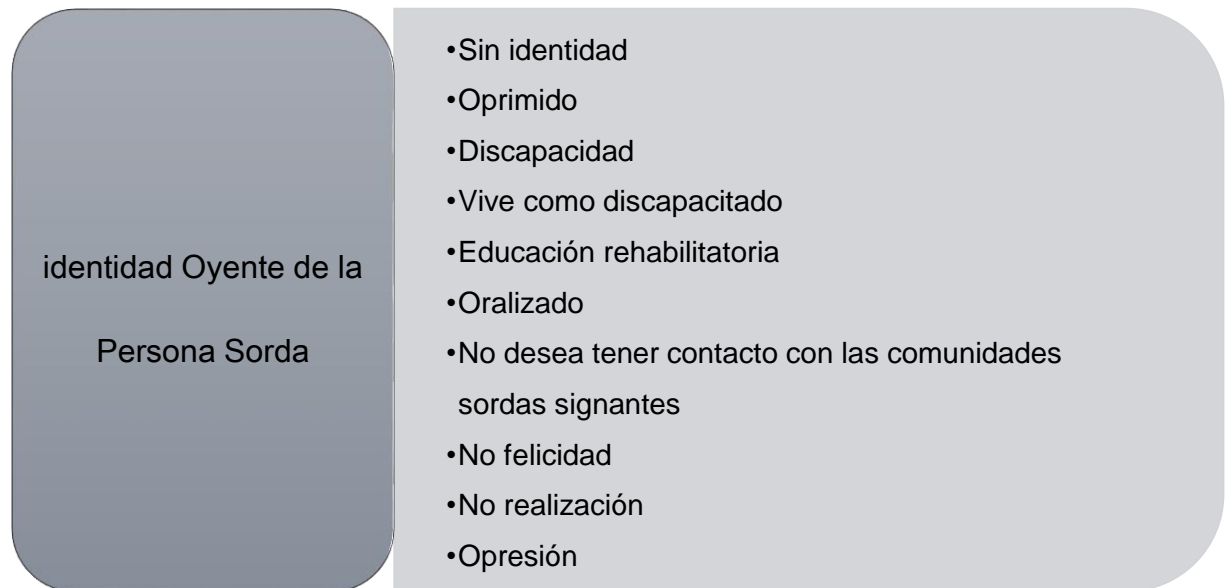 identidad Oyente de la
Persona Sorda
•Sin identidad
•Oprimido
•Discapacidad
•Vive como discapacitado
•Educación rehabilitatoria
•Oralizado
•No desea tener contacto con las comunidades
sordas signantes
•No felicidad
•No realización
•Opresión